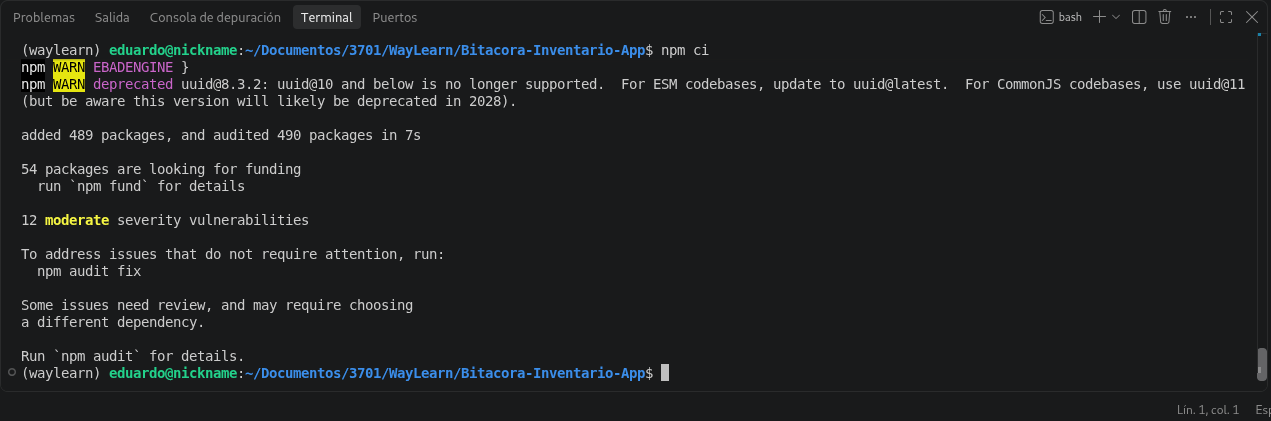 Problemas Salida Consola de depuración Terminal Puertos bash
(waylearn) eduardo@nickname:~/Documentos/3701/WayLearn/Bitacora-Inventario-App$ npm ci
npm WARN EBADENGINE }
npm WARN deprecated uuid@8.3.2: uuid@10 and below is no longer supported.  For ESM codebases, update to uuid@latest.  For CommonJS codebases, use uuid@11
(but be aware this version will likely be deprecated in 2028).
added 489 packages, and audited 490 packages in 7s
54 packages are looking for funding
  run `npm fund` for details
12 moderate severity vulnerabilities
To address issues that do not require attention, run:
  npm audit fix
Some issues need review, and may require choosing
a different dependency.
Run `npm audit` for details.
(waylearn) eduardo@nickname:~/Documentos/3701/WayLearn/Bitacora-Inventario-App$
Lín. 1, col. 1 Esp